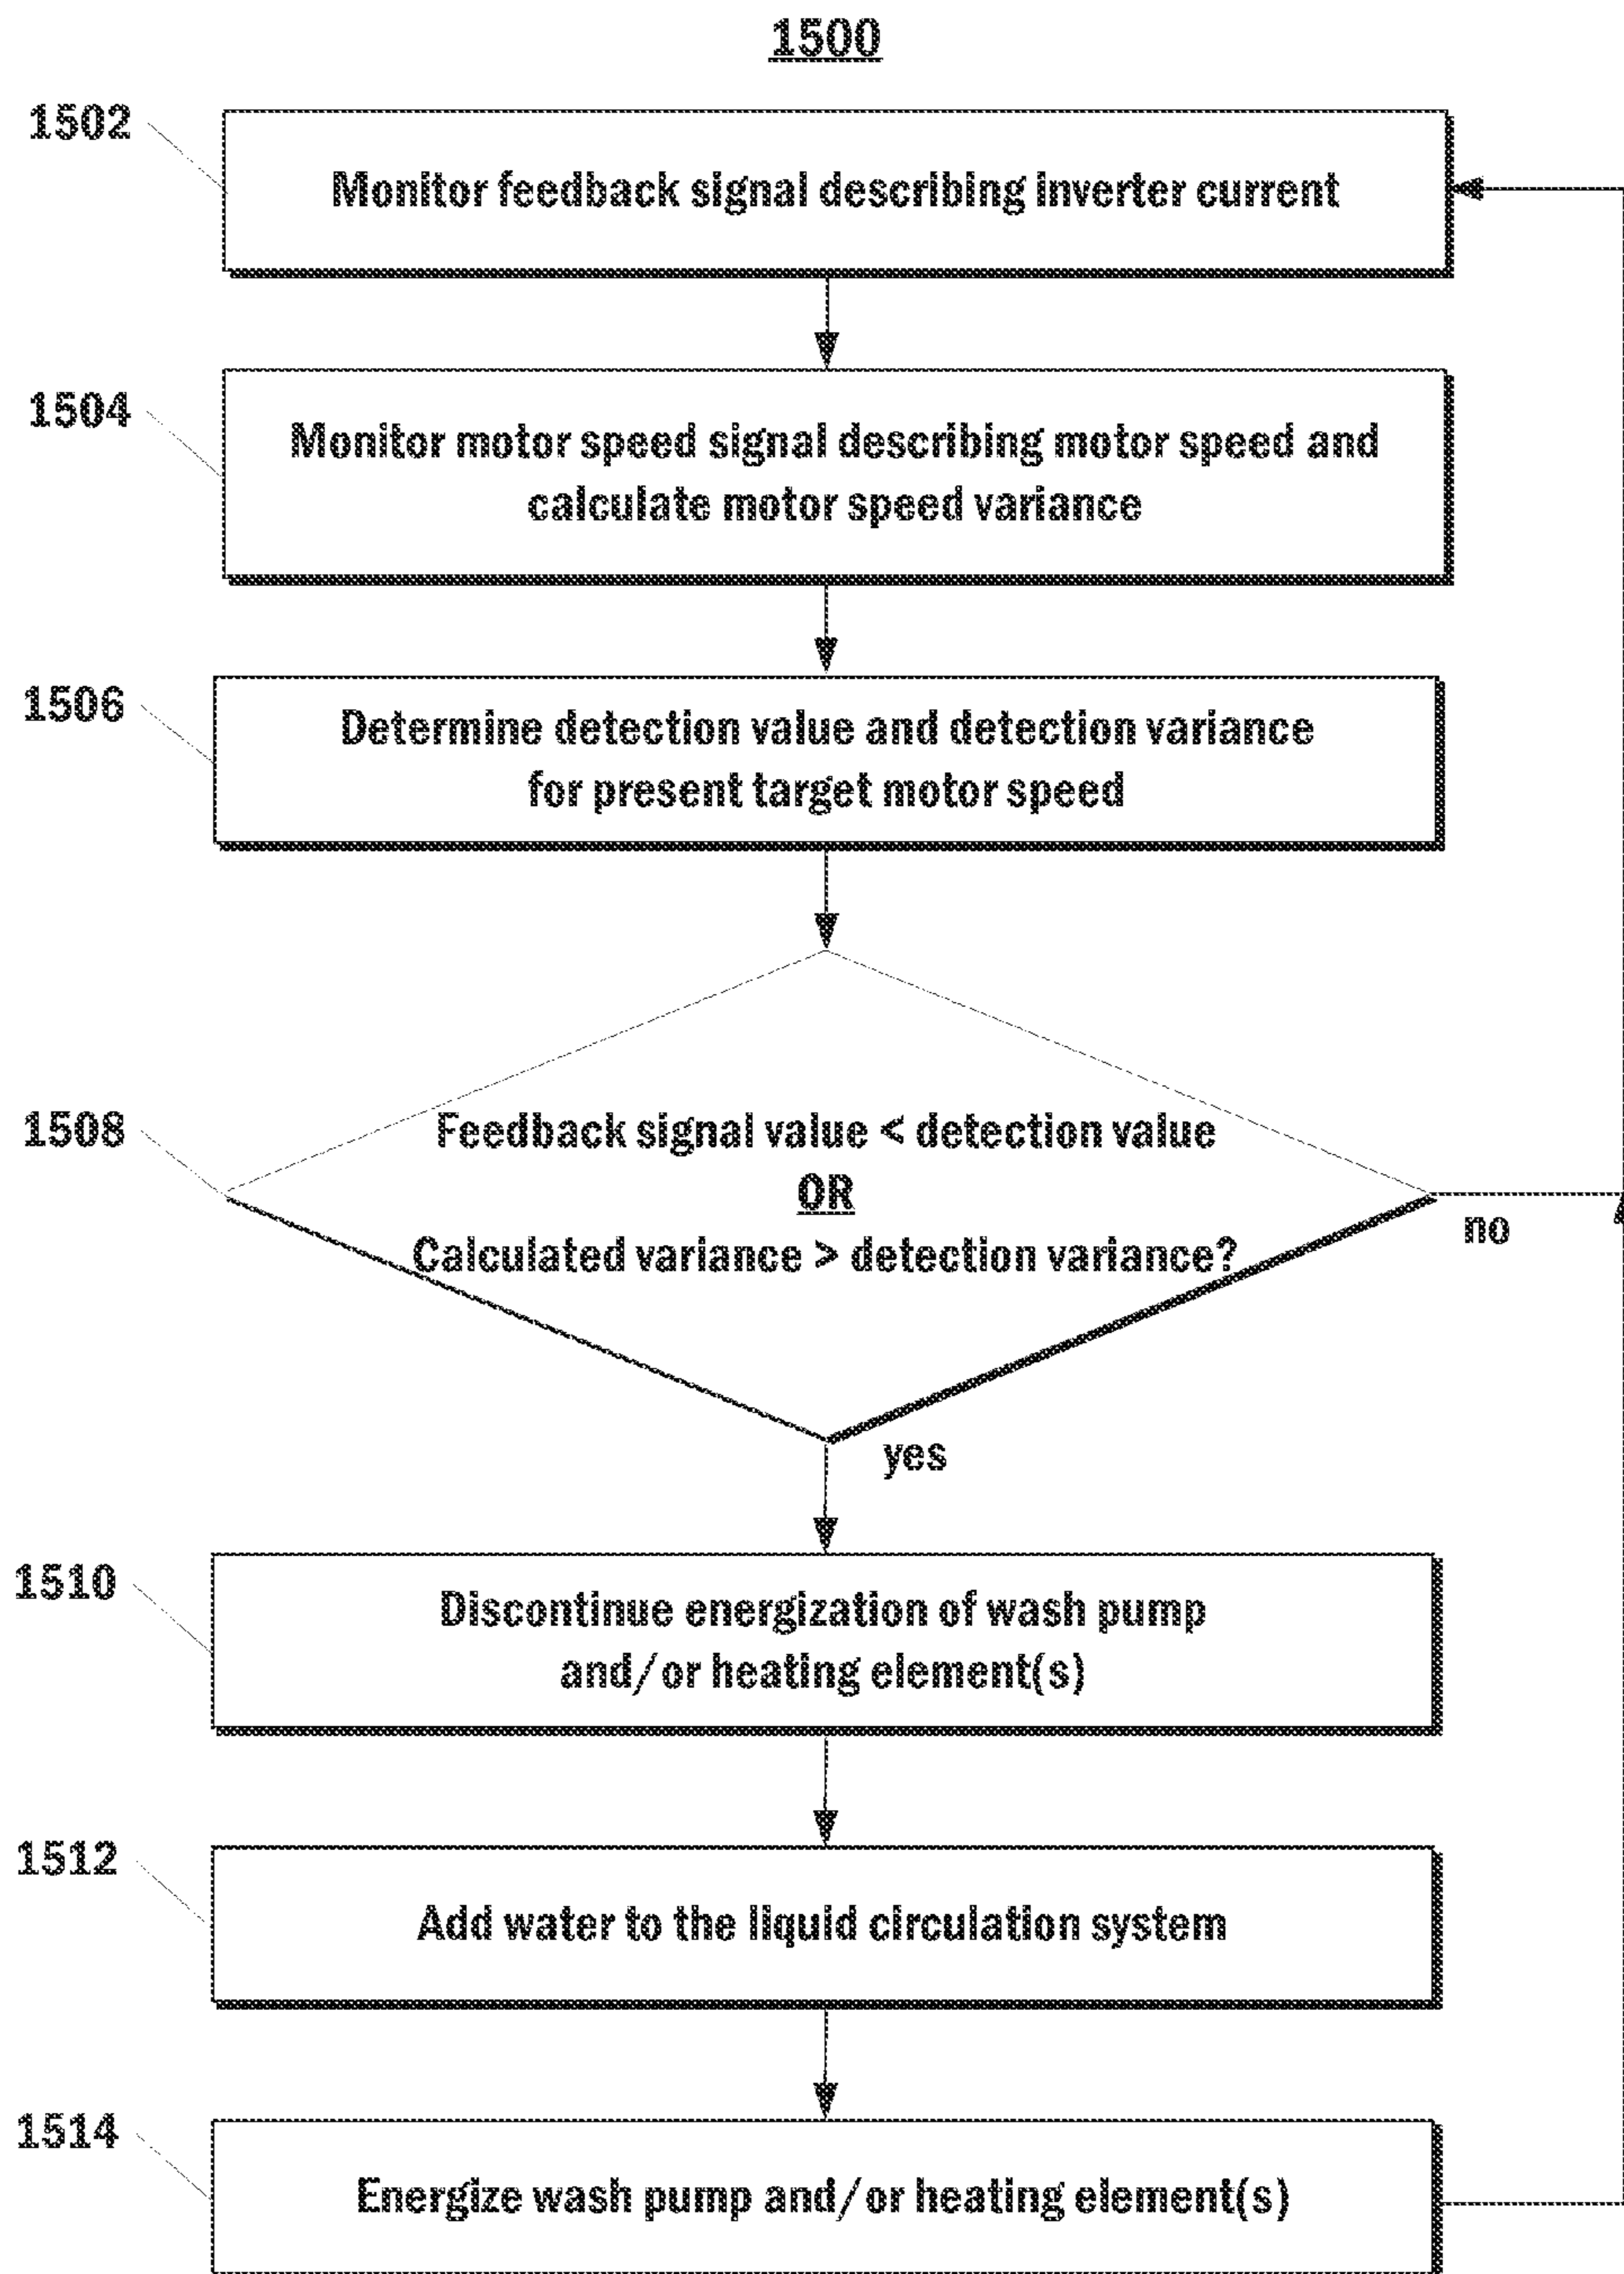 1500
1502
Monitor feedback signal describing inverter current
1504
Monitor motor speed signal describing motor speed and
calculate motor speed variance
1506
Determine detection value and detection variance
for present target motor speed
1508
Feedback signal value < detection value
OR
Calculated variance > detection variance?
no
yes
1510
Discontinue energization of wash pump
and/or heating element(s)
1512
Add water to the liquid circulation system
1514
Energize wash pump and/or heating element(s)